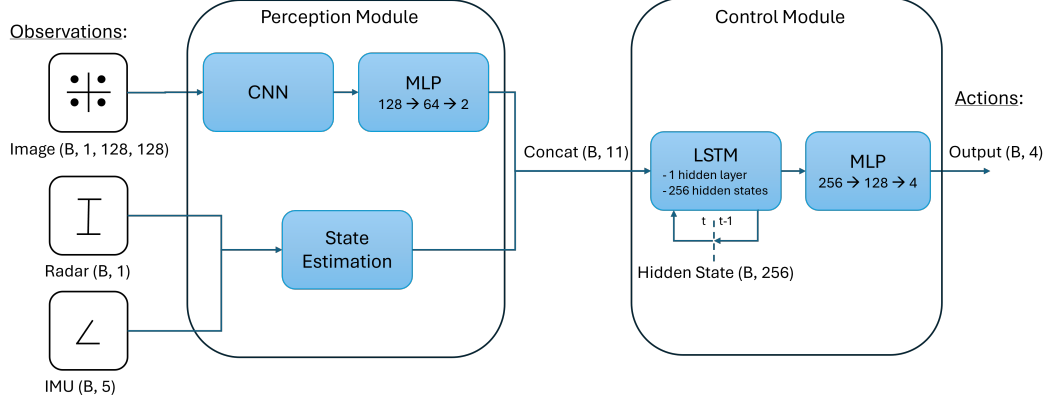 Perception Module
Control Module
Observations:
CNN
MLP
128 → 64 → 2
Image (B, 1, 128, 128)
Radar (B, 1)
State
Estimation
IMU (B, 5)
Concat (B, 11)
LSTM
- 1 hidden layer
- 256 hidden states
t
t-1
Hidden State (B, 256)
MLP
256 → 128 → 4
Actions:
Output (B, 4)